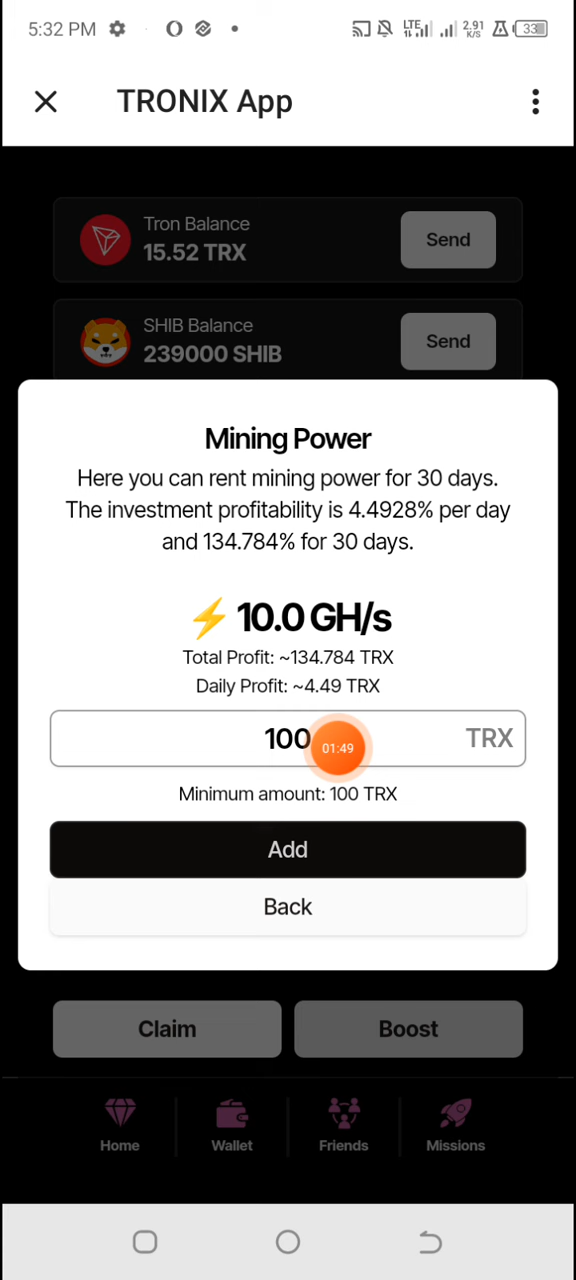 5:32 PM
LTE 2.91 K/S 33
TRONIX App
Tron Balance
15.52 TRX
Send
SHIB Balance
239000 SHIB
Send
Mining Power
Here you can rent mining power for 30 days.
The investment profitability is 4.4928% per day
and 134.784% for 30 days.
⚡ 10.0 GH/s
Total Profit: ~134.784 TRX
Daily Profit: ~4.49 TRX
100 TRX
01:49
Minimum amount: 100 TRX
Add
Back
Claim
Boost
Home
Wallet
Friends
Missions